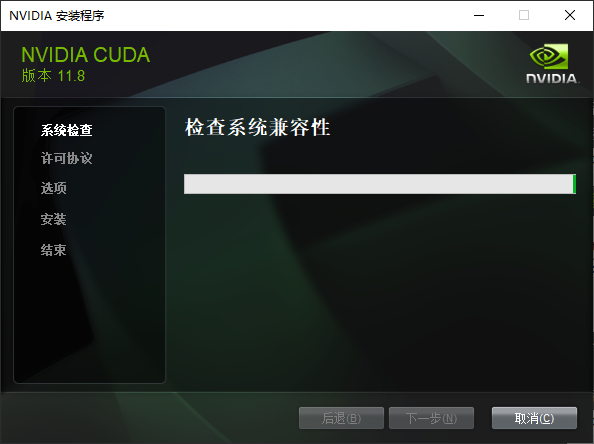 NVIDIA 安装程序
NVIDIA CUDA
版本 11.8
NVIDIA.
系统检查
许可协议
选项
安装
结束
检查系统兼容性
后退(B)
下一步(N)
取消(C)